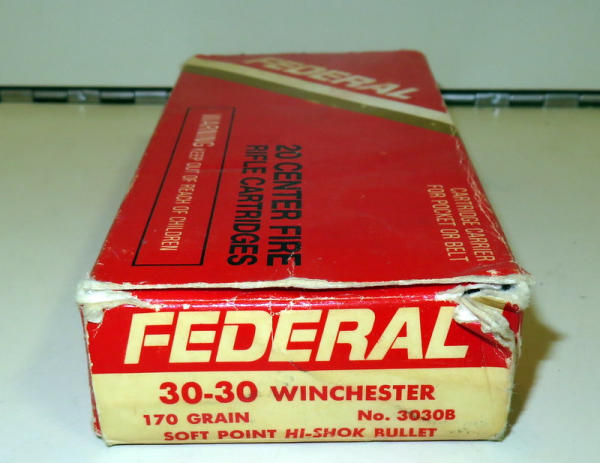 FEDERAL
20 CENTER FIRE
RIFLE CARTRIDGES
WARNING KEEP OUT OF REACH OF CHILDREN
CARTRIDGE CARRIER
FOR POCKET OR BELT
FEDERAL
30-30 WINCHESTER
170 GRAIN No. 3030B
SOFT POINT HI-SHOK BULLET